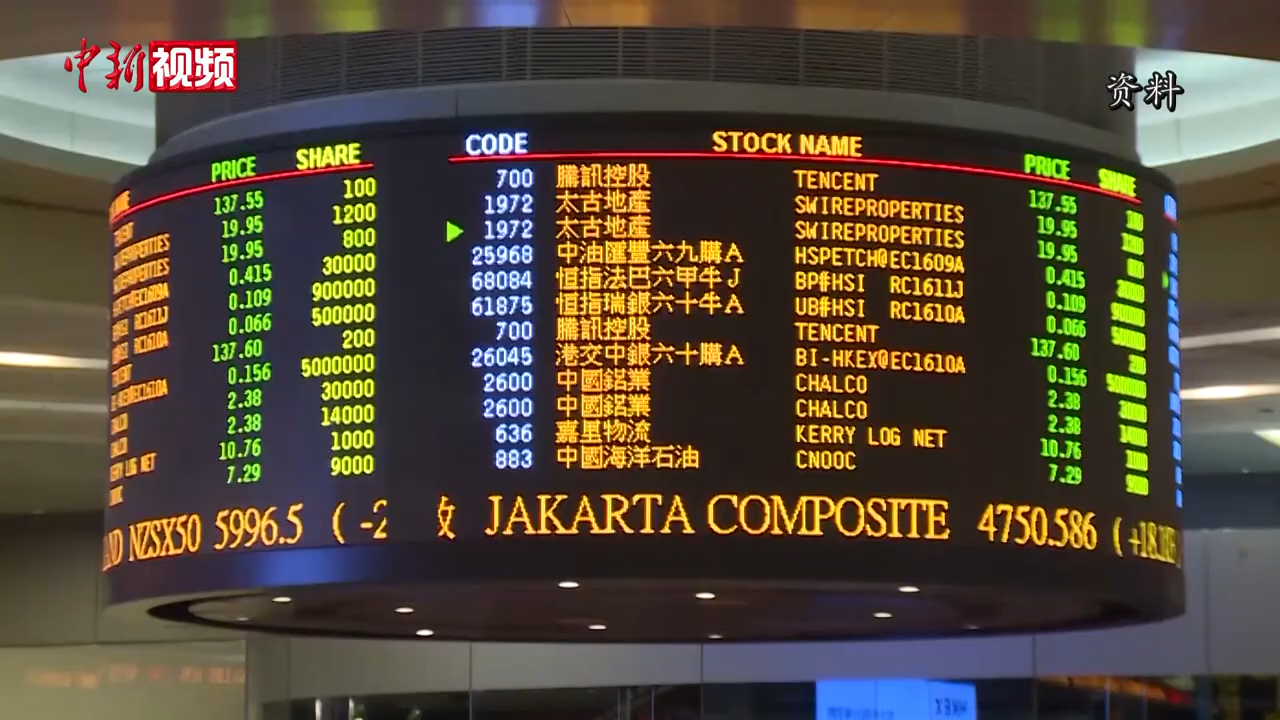 中新视频
资料
PRICE SHARE CODE STOCK NAME PRICE SHARE
137.55 100 700 騰訊控股 TENCENT 137.55 100
19.95 1200 1972 太古地產 SWIREPROPERTIES 19.95 1200
19.95 800 1972 太古地產 SWIREPROPERTIES 19.95
0.415 30000 25968 中油匯豐六九購A HSPETCH@EC1609A 0.415
0.109 900000 68084 恒指法巴六甲牛J BP#HSI RC1611J 0.109
0.066 500000 61875 恒指瑞銀六十牛A UB#HSI RC1610A 0.066
137.60 200 700 騰訊控股 TENCENT 137.60
0.156 5000000 26045 港交中銀六十購A BI-HKEX@EC1610A 0.156
2.38 30000 2600 中國鋁業 CHALCO 2.38
2.38 14000 2600 中國鋁業 CHALCO 2.38
10.76 1000 636 嘉里物流 KERRY LOG NET 10.76
7.29 9000 883 中國海洋石油 CNOOC 7.29
NZSX50 5996.5 (-2 JAKARTA COMPOSITE 4750.586
HKEX